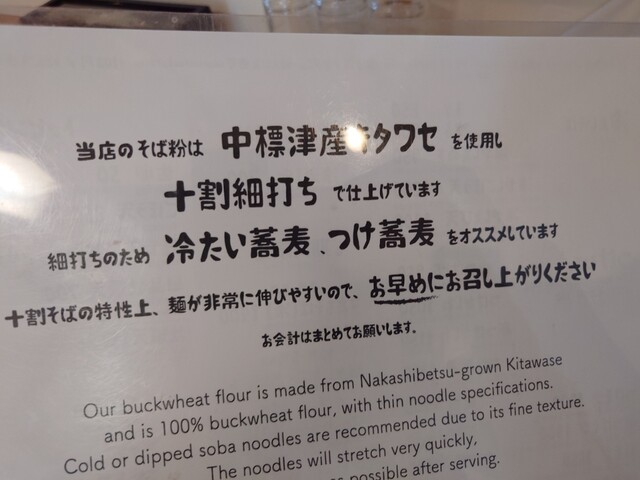 当店のそば粉は 中標津産キタワセ を使用し
十割細打ち で仕上げています
細打ちのため 冷たい蕎麦、つけ蕎麦 をオススメしています
十割そばの特性上、麺が非常に伸びやすいので、お早めにお召し上がりください
お会計はまとめてお願いします。
Our buckwheat flour is made from Nakashibetsu-grown Kitawase
and is 100% buckwheat flour, with thin noodle specifications.
Cold or dipped soba noodles are recommended due to its fine texture.
The noodles will stretch very quickly,
possible after serving.